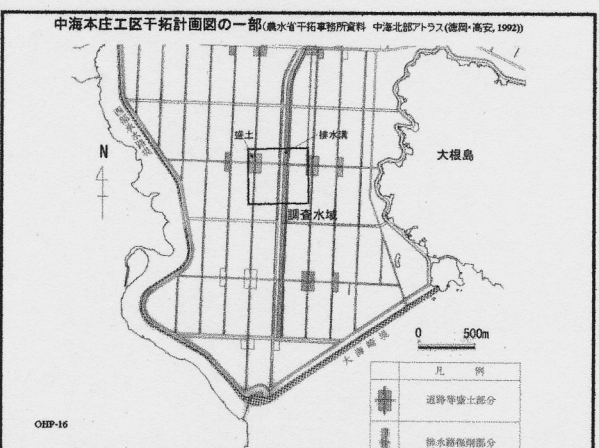 中海本庄工区干拓計画図の一部(農水省干拓事務所資料 中海北部アトラス(徳岡・高安, 1992))
N
盛土
排水溝
大根島
調査水域
0 500m
大海崎堤
凡 例
道路等盛土部分
排水路掘削部分
OHP-16